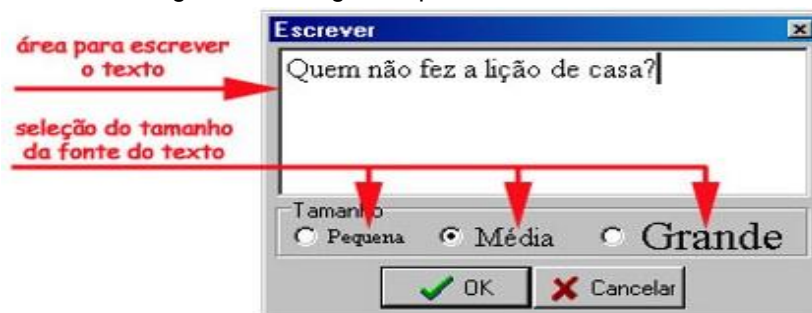 Escrever
área para escrever
o texto
Quem não fez a lição de casa?
seleção do tamanho
da fonte do texto
Tamanho
Pequena Média Grande
OK Cancelar